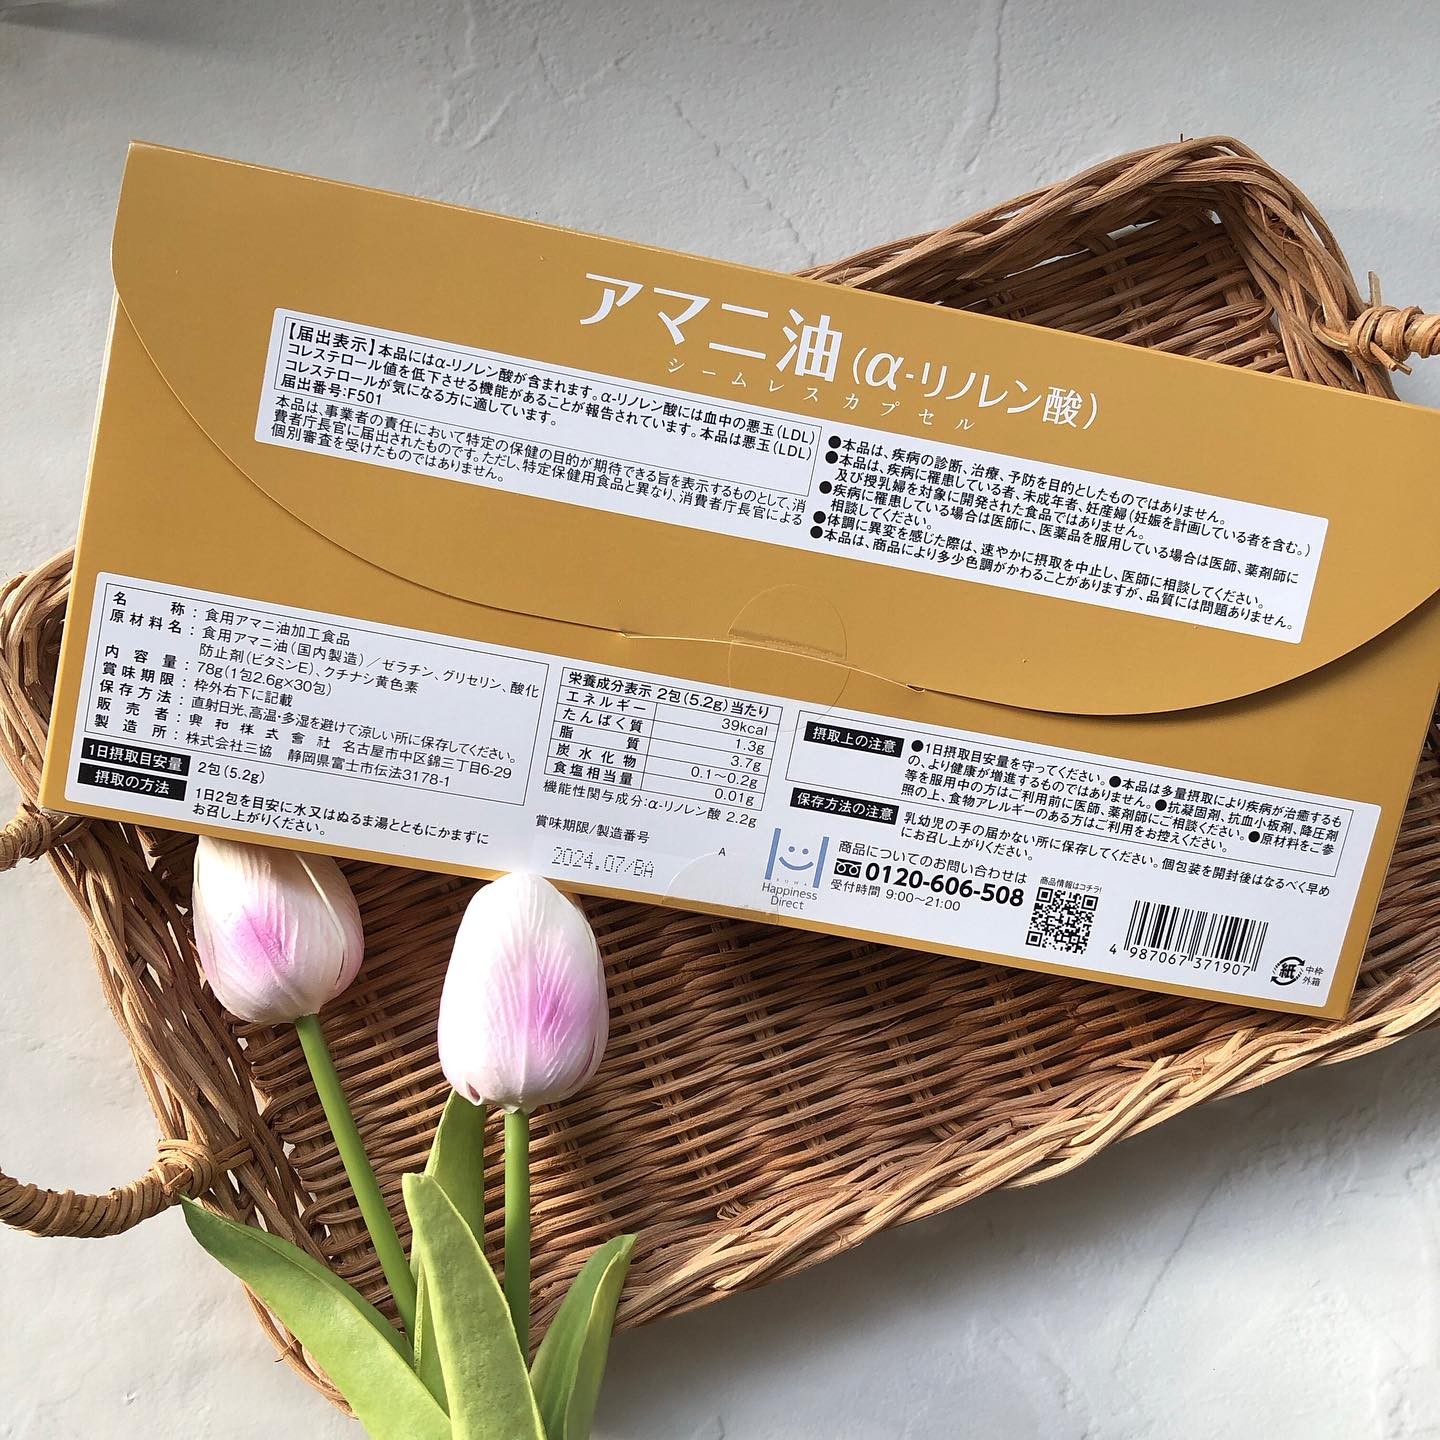 アマニ油(α-リノレン酸)
シームレスカプセル
【届出表示】本品にはα-リノレン酸が含まれます。α-リノレン酸には血中の悪玉(LDL)
コレステロール値を低下させる機能があることが報告されています。本品は悪玉(LDL)
コレステロールが気になる方に適しています。
届出番号:F501
本品は、事業者の責任において特定の保健の目的が期待できる旨を表示するものとして、消
費者庁長官に届出されたものです。ただし、特定保健用食品と異なり、消費者庁長官による
個別審査を受けたものではありません。
●本品は、疾病の診断、治療、予防を目的としたものではありません。
●本品は、疾病に罹患している者、未成年者、妊産婦(妊娠を計画している者を含む。)
及び授乳婦を対象に開発された食品ではありません。
●疾病に罹患している場合は医師に、医薬品を服用している場合は医師、薬剤師に
相談してください。
●体調に異変を感じた際は、速やかに摂取を中止し、医師に相談してください。
●本品は、商品により多少色調がかわることがありますが、品質には問題ありません。
名称:食用アマニ油加工食品
原材料名:食用アマニ油(国内製造)/ゼラチン、グリセリン、酸化
防止剤(ビタミンE)、クチナシ黄色素
内容量:78g(1包2.6g×30包)
賞味期限:枠外右下に記載
保存方法:直射日光、高温・多湿を避けて涼しい所に保存してください。
販売者:興和株式会社 名古屋市中区錦三丁目6-29
製造所:株式会社三協 静岡県富士市伝法3178-1
1日摂取目安量 2包(5.2g)
摂取の方法 1日2包を目安に水又はぬるま湯とともにかまずに
お召し上がりください。
栄養成分表示 2包(5.2g)当たり
エネルギー 39kcal
たんぱく質 1.3g
脂質 3.7g
炭水化物 0.1~0.2g
食塩相当量 0.01g
機能性関与成分:α-リノレン酸 2.2g
賞味期限/製造番号
A
2024.07/BA
摂取上の注意 ●1日摂取目安量を守ってください。●本品は多量摂取により疾病が治癒するも
の、より健康が増進するものではありません。●抗凝固剤、抗血小板剤、降圧剤
等を服用中の方はご利用前に医師、薬剤師にご相談ください。●原材料をご参
照の上、食物アレルギーのある方はご利用をお控えください。
保存方法の注意 乳幼児の手の届かない所に保存してください。個包装を開封後はなるべく早め
にお召し上がりください。
KOWA
Happiness
Direct
商品についてのお問い合わせは
0120-606-508
受付時間 9:00~21:00
商品情報はコチラ!
4 987067 371907
紙
中枠
外箱